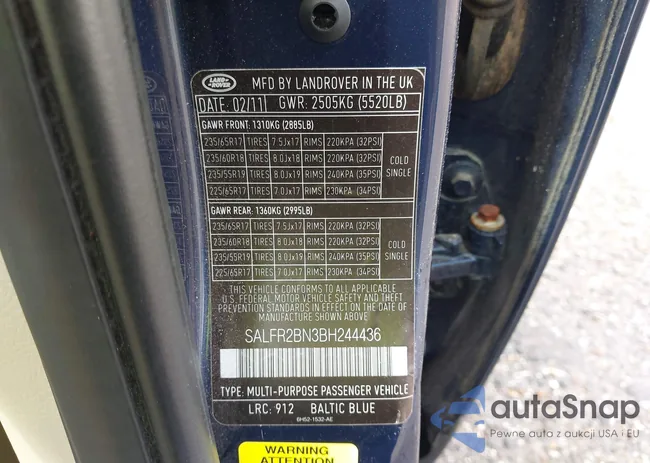 LAND-
ROVER
MFD BY LANDROVER IN THE UK
DATE: 02/11 GWR: 2505KG (5520LB)
GAWR FRONT: 1310KG (2885LB)
235/65R17 TIRES 7.5Jx17 RIMS 220KPA (32PSI)
235/60R18 TIRES 8.0Jx18 RIMS 220KPA (32PSI)
235/55R19 TIRES 8.0Jx19 RIMS 240KPA (35PSI)
225/65R17 TIRES 7.0Jx17 RIMS 230KPA (34PSI)
COLD
SINGLE
GAWR REAR: 1360KG (2995LB)
235/65R17 TIRES 7.5Jx17 RIMS 220KPA (32PSI)
235/60R18 TIRES 8.0Jx18 RIMS 220KPA (32PSI)
235/55R19 TIRES 8.0Jx19 RIMS 240KPA (35PSI)
225/65R17 TIRES 7.0Jx17 RIMS 230KPA (34PSI)
COLD
SINGLE
THIS VEHICLE CONFORMS TO ALL APPLICABLE
U.S. FEDERAL MOTOR VEHICLE SAFETY AND THEFT
PREVENTION STANDARDS IN EFFECT ON THE DATE OF
MANUFACTURE SHOWN ABOVE
SALFR2BN3BH244436
TYPE: MULTI-PURPOSE PASSENGER VEHICLE
LRC: 912 BALTIC BLUE
6H52-1532-AE
WARNING
ATTENTION
autaSnap
Pewne auta z aukcji USA i EU